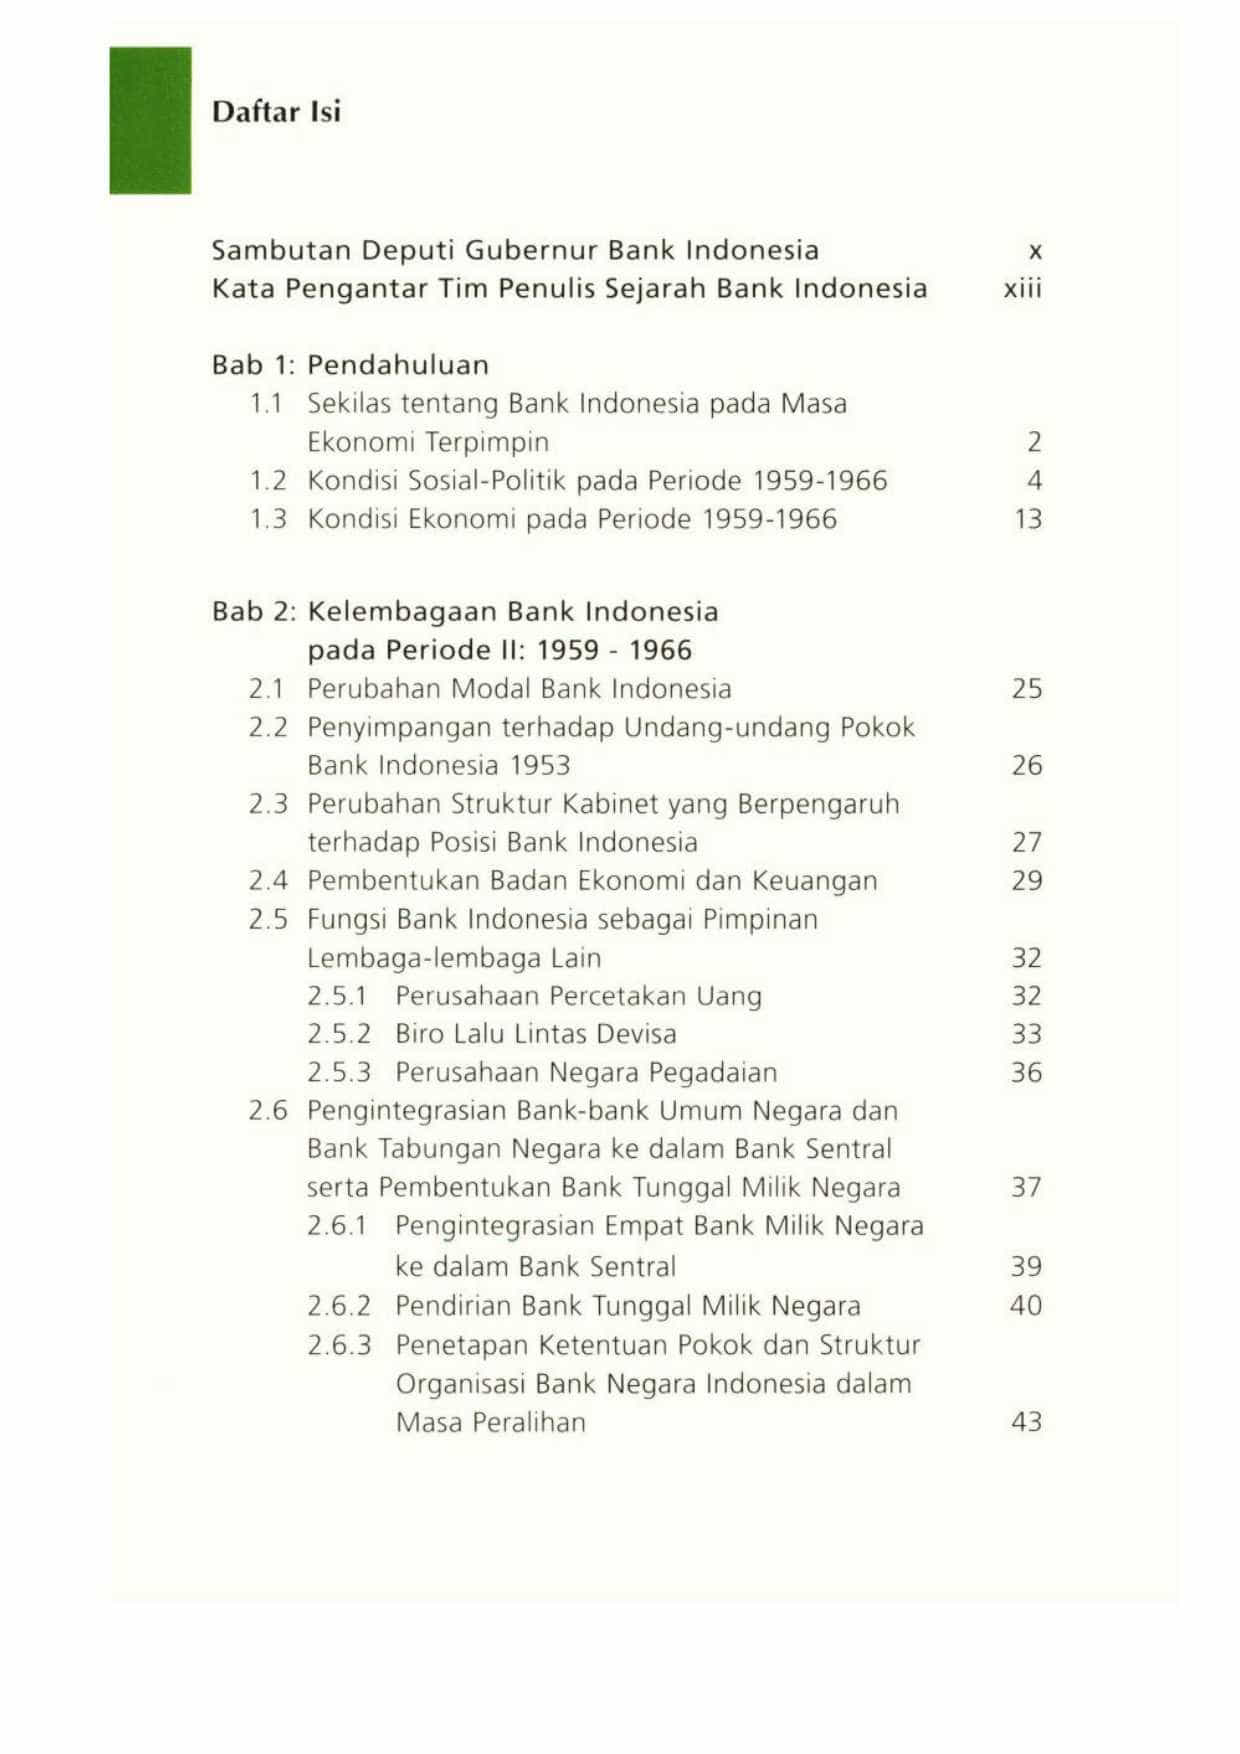 Daftar Isi
Sambutan Deputi Gubernur Bank Indonesia x
Kata Pengantar Tim Penulis Sejarah Bank Indonesia xiii
Bab 1: Pendahuluan
1.1 Sekilas tentang Bank Indonesia pada Masa
Ekonomi Terpimpin 2
1.2 Kondisi Sosial-Politik pada Periode 1959-1966 4
1.3 Kondisi Ekonomi pada Periode 1959-1966 13
Bab 2: Kelembagaan Bank Indonesia
pada Periode II: 1959 - 1966
2.1 Perubahan Modal Bank Indonesia 25
2.2 Penyimpangan terhadap Undang-undang Pokok
Bank Indonesia 1953 26
2.3 Perubahan Struktur Kabinet yang Berpengaruh
terhadap Posisi Bank Indonesia 27
2.4 Pembentukan Badan Ekonomi dan Keuangan 29
2.5 Fungsi Bank Indonesia sebagai Pimpinan
Lembaga-lembaga Lain 32
2.5.1 Perusahaan Percetakan Uang 32
2.5.2 Biro Lalu Lintas Devisa 33
2.5.3 Perusahaan Negara Pegadaian 36
2.6 Pengintegrasian Bank-bank Umum Negara dan
Bank Tabungan Negara ke dalam Bank Sentral
serta Pembentukan Bank Tunggal Milik Negara 37
2.6.1 Pengintegrasian Empat Bank Milik Negara
ke dalam Bank Sentral 39
2.6.2 Pendirian Bank Tunggal Milik Negara 40
2.6.3 Penetapan Ketentuan Pokok dan Struktur
Organisasi Bank Negara Indonesia dalam
Masa Peralihan 43